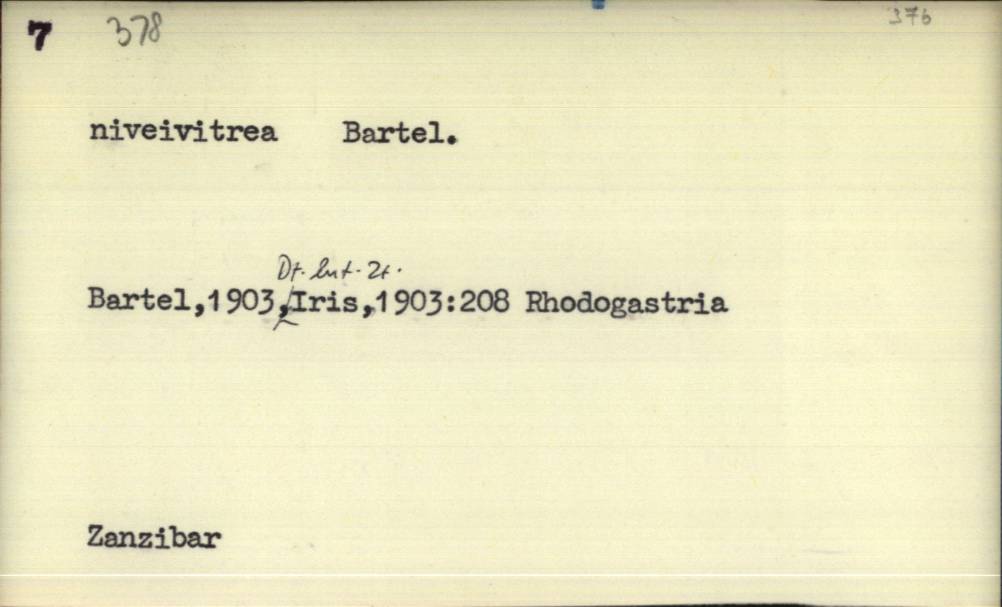 7 378 376
niveivitrea Bartel.
Dt. Ent. Zt.
Bartel,1903,Iris,1903:208 Rhodogastria
Zanzibar